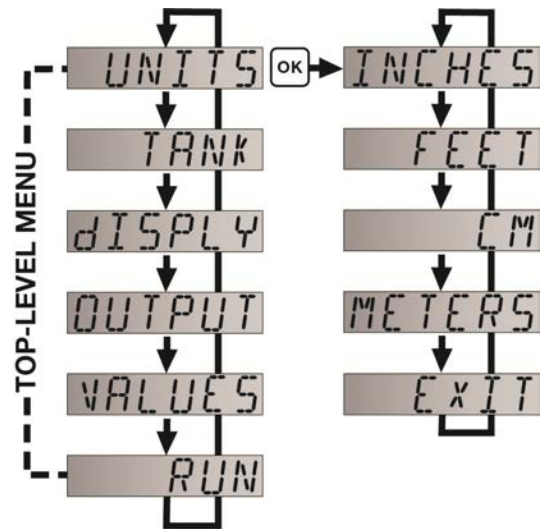 TOP-LEVEL MENU
UNITS
TANK
dISPLY
OUTPUT
VALUES
RUN
OK
INCHES
FEET
CM
METERS
ExIT